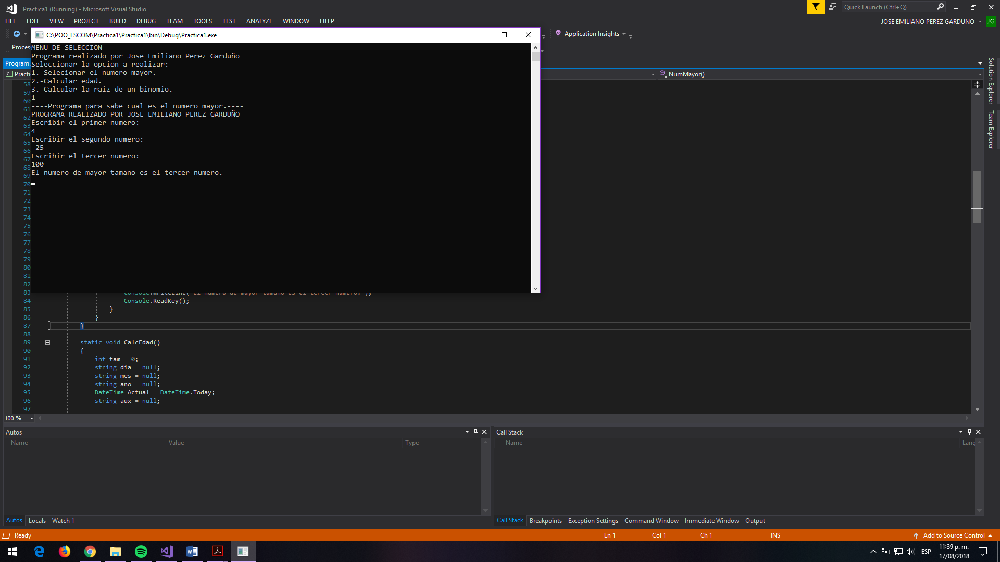 Practica1 (Running) - Microsoft Visual Studio
Quick Launch (Ctrl+Q)
FILE EDIT VIEW PROJECT BUILD DEBUG TEAM TOOLS TEST ANALYZE WINDOW HELP
JOSE EMILIANO PEREZ GARDUNO JG
C:\POO_ESCOM\Practica1\Practica1\bin\Debug\Practica1.exe
Application Insights
Proces
Program.
C# Practi
NumMayor()
Solution Explorer
Team Explorer
MENU DE SELECCION
Programa realizado por Jose Emiliano Perez Garduño
Seleccionar la opcion a realizar:
1.-Selecionar el numero mayor.
2.-Calcular edad.
3.-Calcular la raiz de un binomio.
1
----Programa para sabe cual es el numero mayor.----
PROGRAMA REALIZADO POR JOSE EMILIANO PEREZ GARDUÑO
Escribir el primer numero:
4
Escribir el segundo numero:
-25
Escribir el tercer numero:
100
El numero de mayor tamano es el tercer numero.
58
59
60
61
62
63
64
65
66
67
68
69
70
71
72
73
74
75
76
77
78
79
80
81
82
83 Console.WriteLine("El numero de mayor tamano es el tercer numero.");
84 Console.ReadKey();
85 }
86 }
87 }
88
89 static void CalcEdad()
90 {
91 int tam = 0;
92 string dia = null;
93 string mes = null;
94 string ano = null;
95 DateTime Actual = DateTime.Today;
96 string aux = null;
97
100 %
Autos
Name Value Type
Call Stack
Name Lang
Autos Locals Watch 1
Call Stack Breakpoints Exception Settings Command Window Immediate Window Output
Ready Ln 1 Col 1 Ch 1 INS Add to Source Control
ESP 11:39 p. m.
17/08/2018